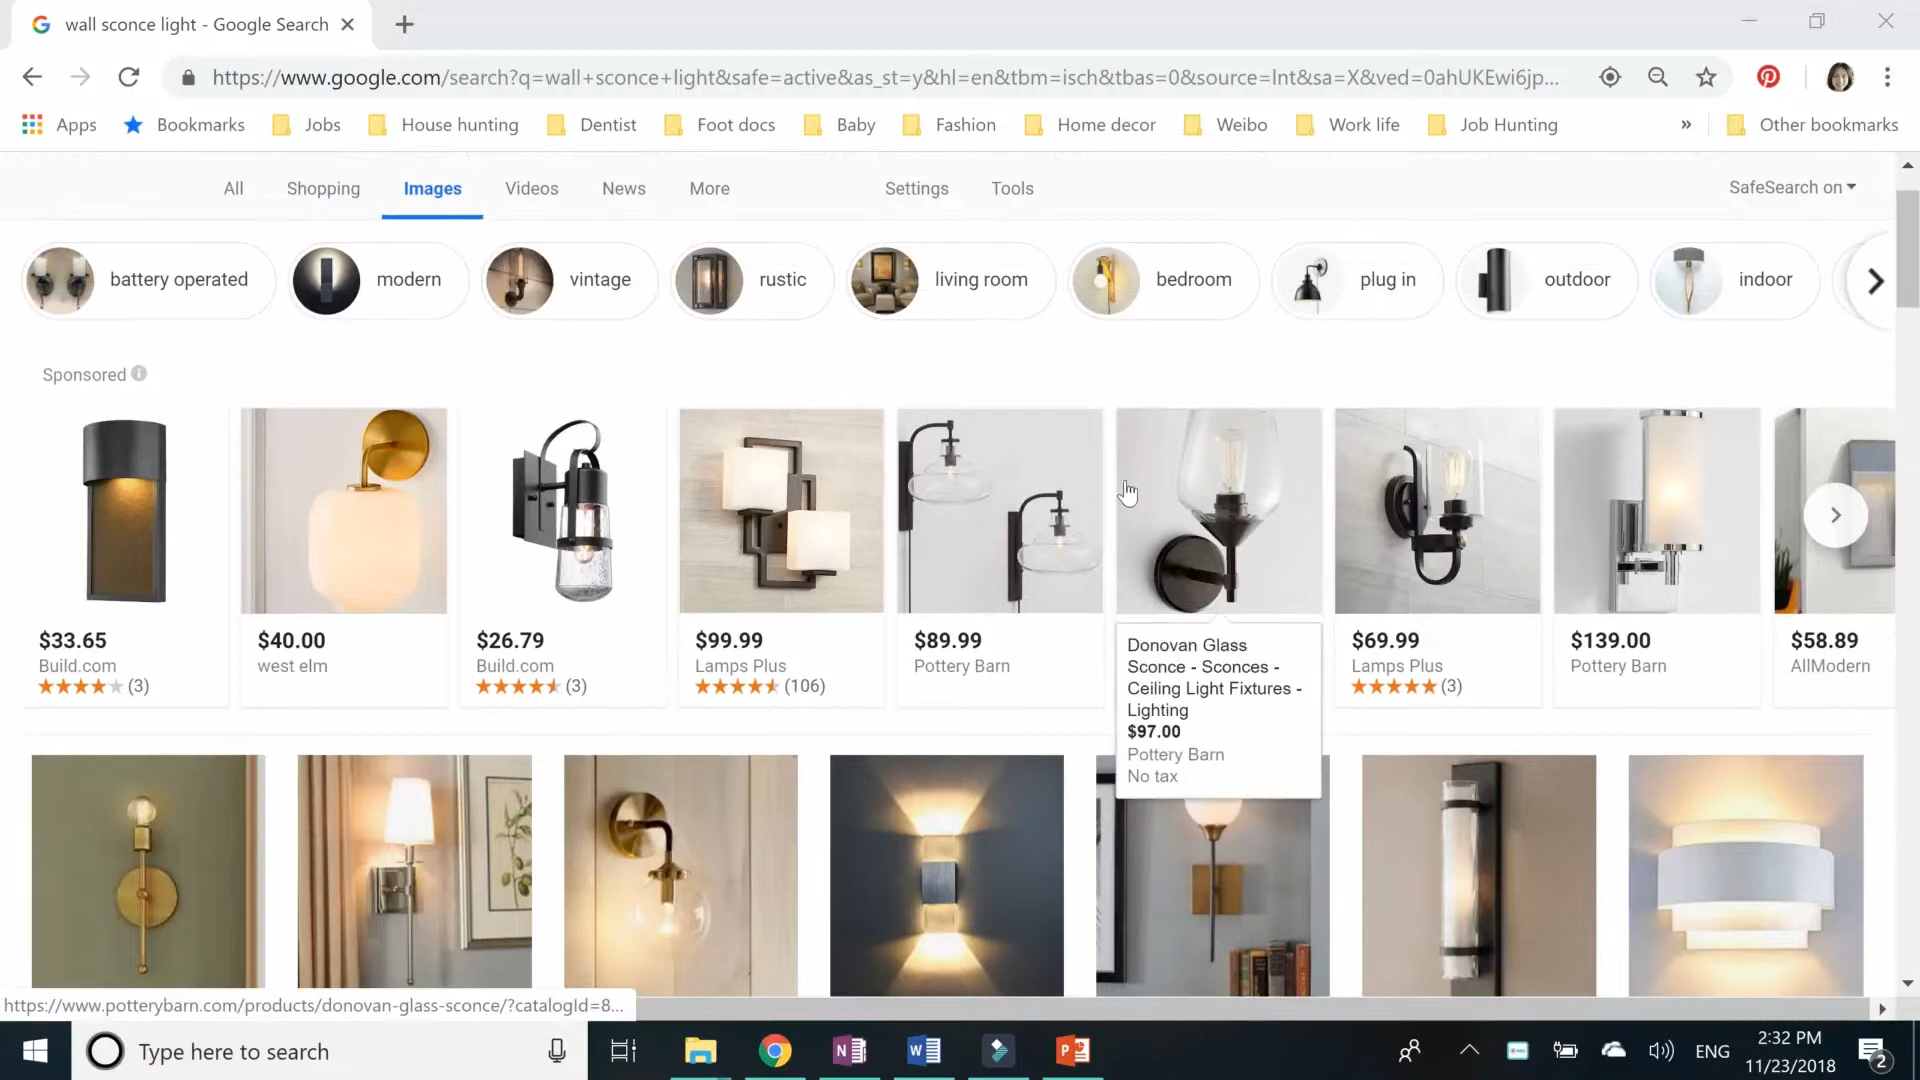 wall sconce light - Google Search
https://www.google.com/search?q=wall+sconce+light&safe=active&as_st=y&hl=en&tbm=isch&tbas=0&source=lnt&sa=X&ved=0ahUKEwi6jp...
Apps Bookmarks Jobs House hunting Dentist Foot docs Baby Fashion Home decor Weibo Work life Job Hunting » Other bookmarks
All Shopping Images Videos News More Settings Tools SafeSearch on
battery operated modern vintage rustic living room bedroom plug in outdoor indoor
Sponsored
$33.65
Build.com
(3)
$40.00
west elm
$26.79
Build.com
(3)
$99.99
Lamps Plus
(106)
$89.99
Pottery Barn
Donovan Glass
Sconce - Sconces -
Ceiling Light Fixtures -
Lighting
$97.00
Pottery Barn
No tax
$69.99
Lamps Plus
(3)
$139.00
Pottery Barn
$58.89
AllModern
https://www.potterybarn.com/products/donovan-glass-sconce/?catalogId=8...
Type here to search
N W P
ENG
2:32 PM
11/23/2018
2